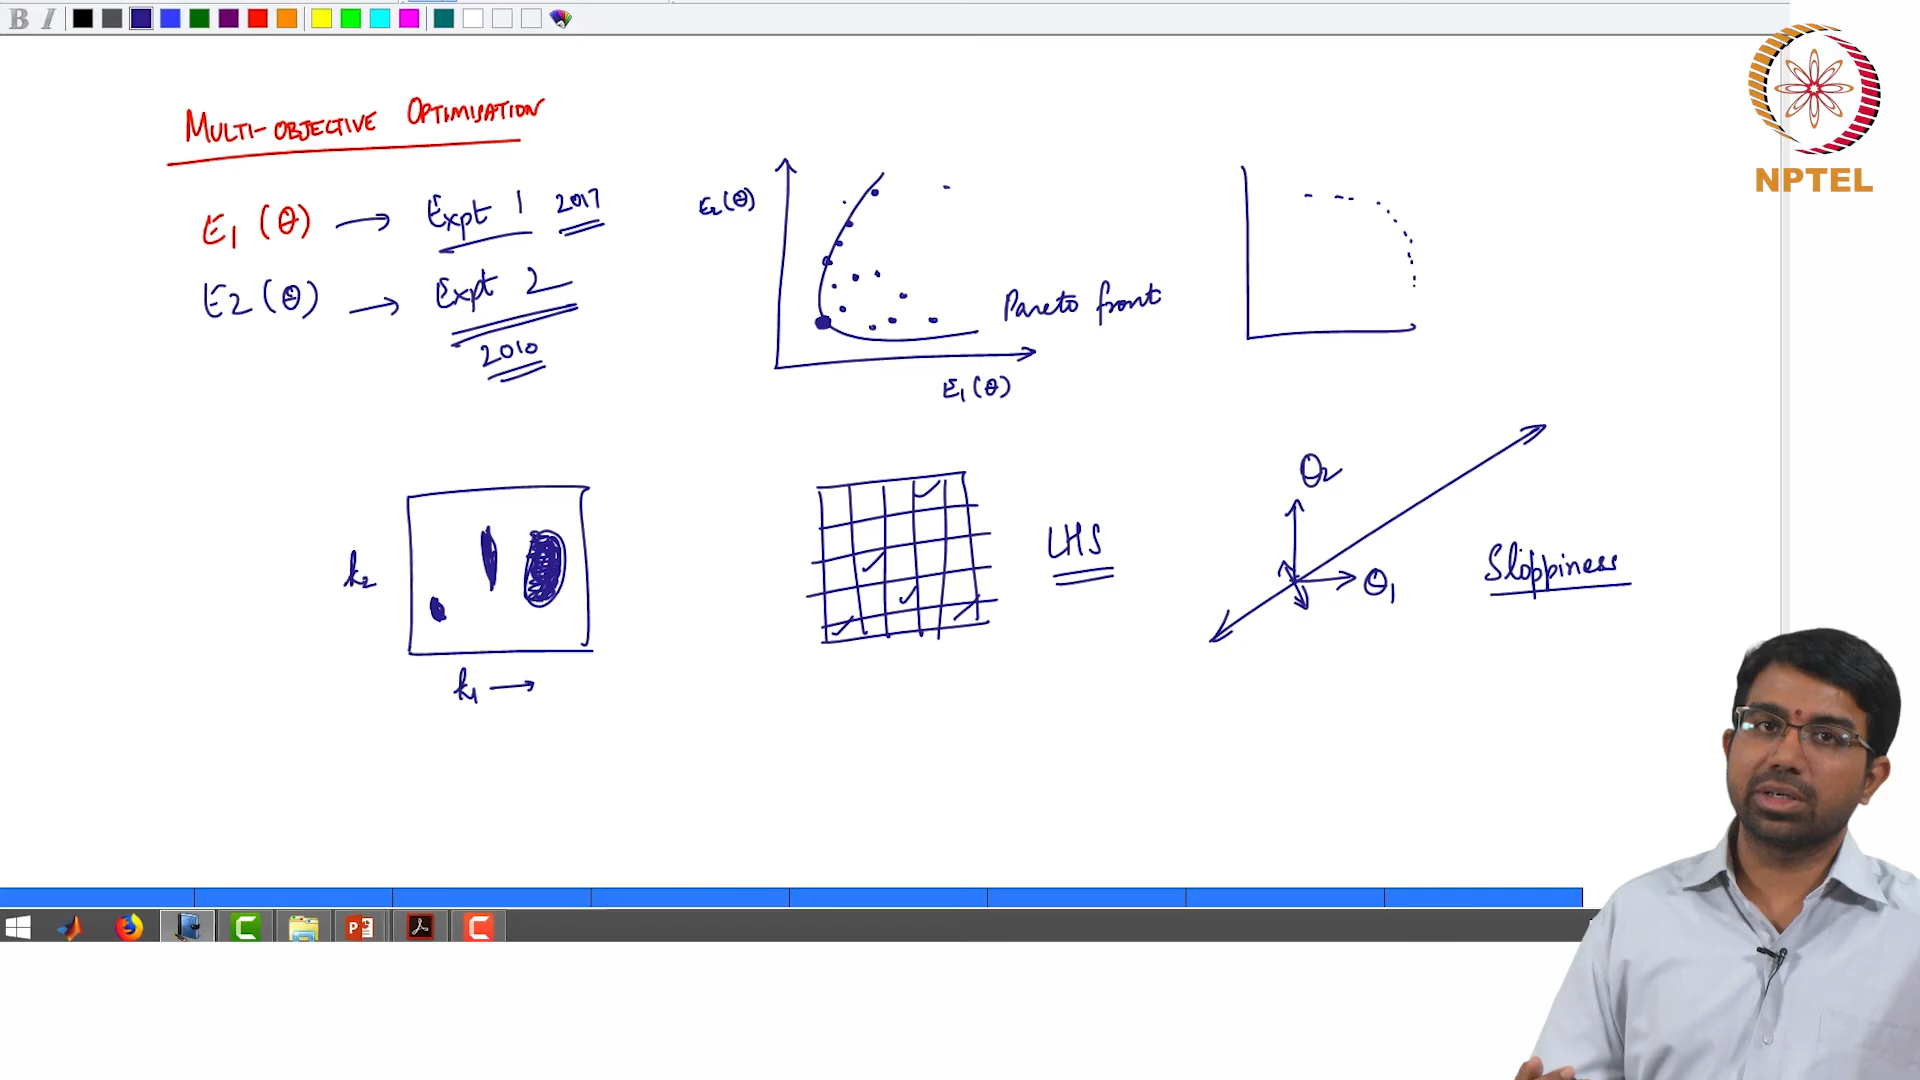 B I
NPTEL
MULTI-OBJECTIVE OPTIMISATION
E1 (θ) → Expt 1 2017
E2 (θ) → Expt 2
2010
E2(θ)
Pareto front
E1(θ)
k2
k1 →
LHS
θ2
θ1
Sloppiness